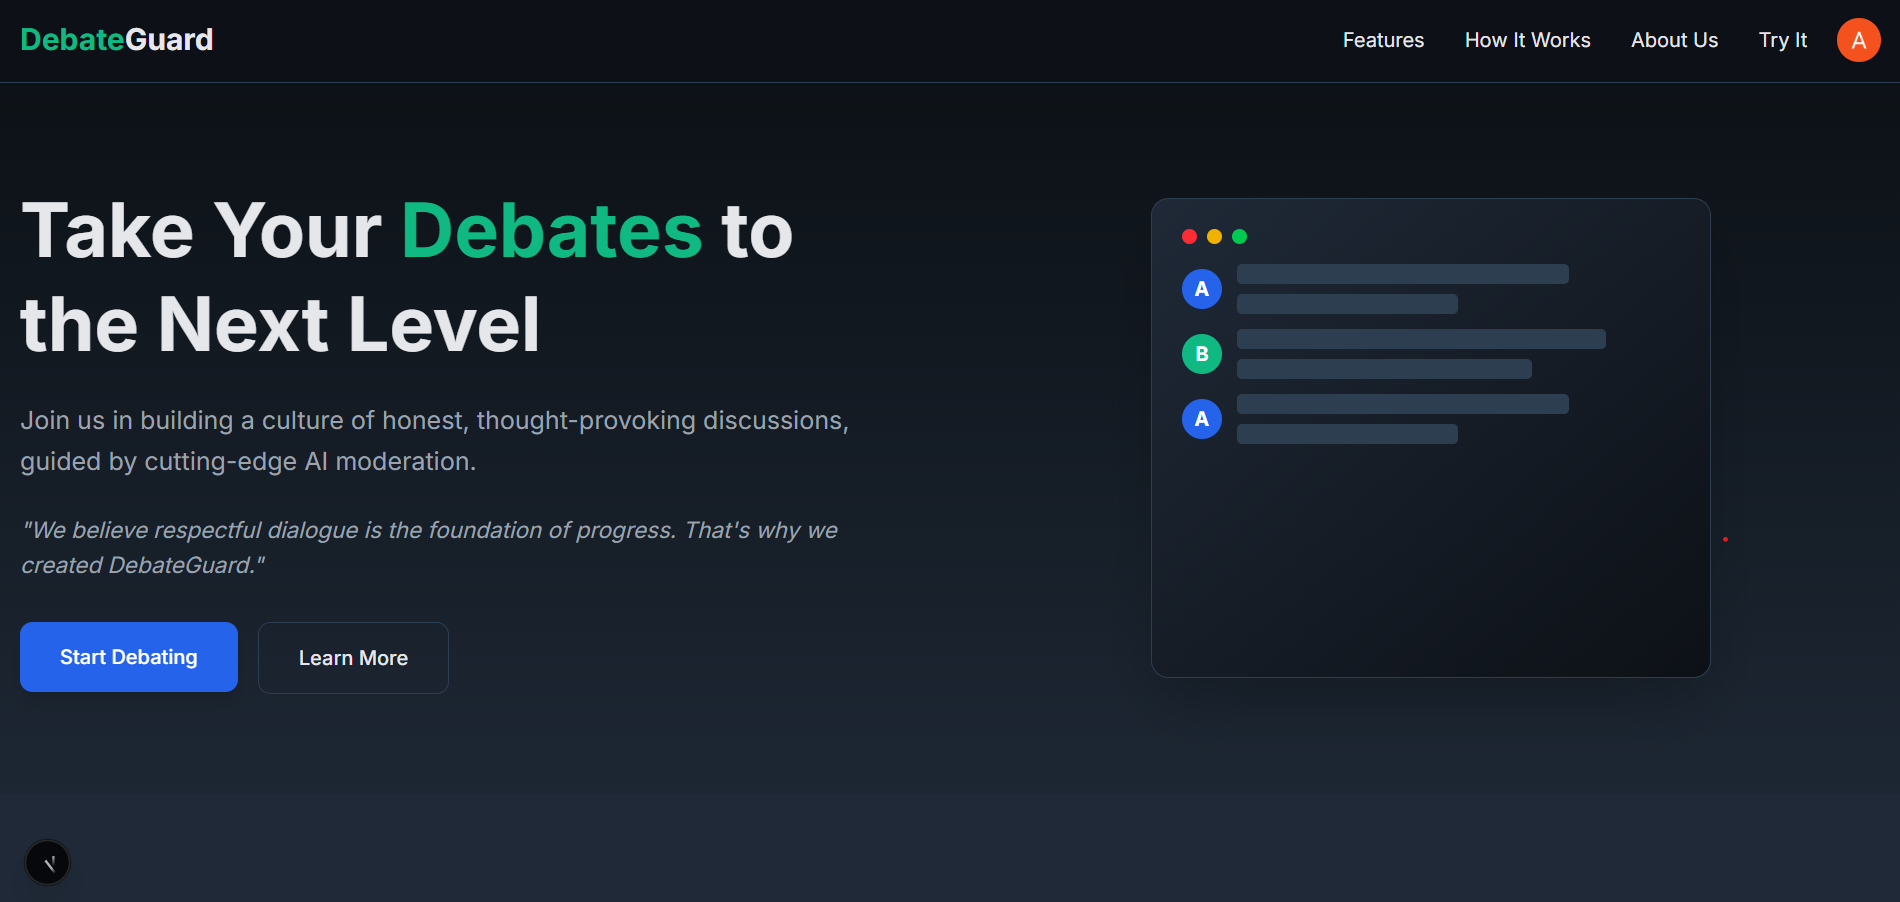 DebateGuard
Features
How It Works
About Us
Try It
A
Take Your Debates to
the Next Level
Join us in building a culture of honest, thought-provoking discussions,
guided by cutting-edge AI moderation.
"We believe respectful dialogue is the foundation of progress. That's why we
created DebateGuard."
Start Debating
Learn More
A
B
A
N